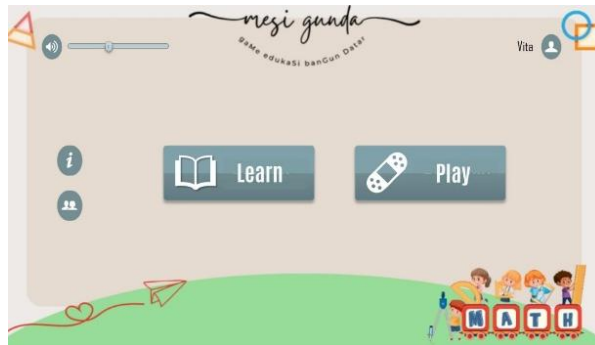 mesi gunda
gaMe edukaSi banGun Datar
Vita
i
Learn
Play
MATH